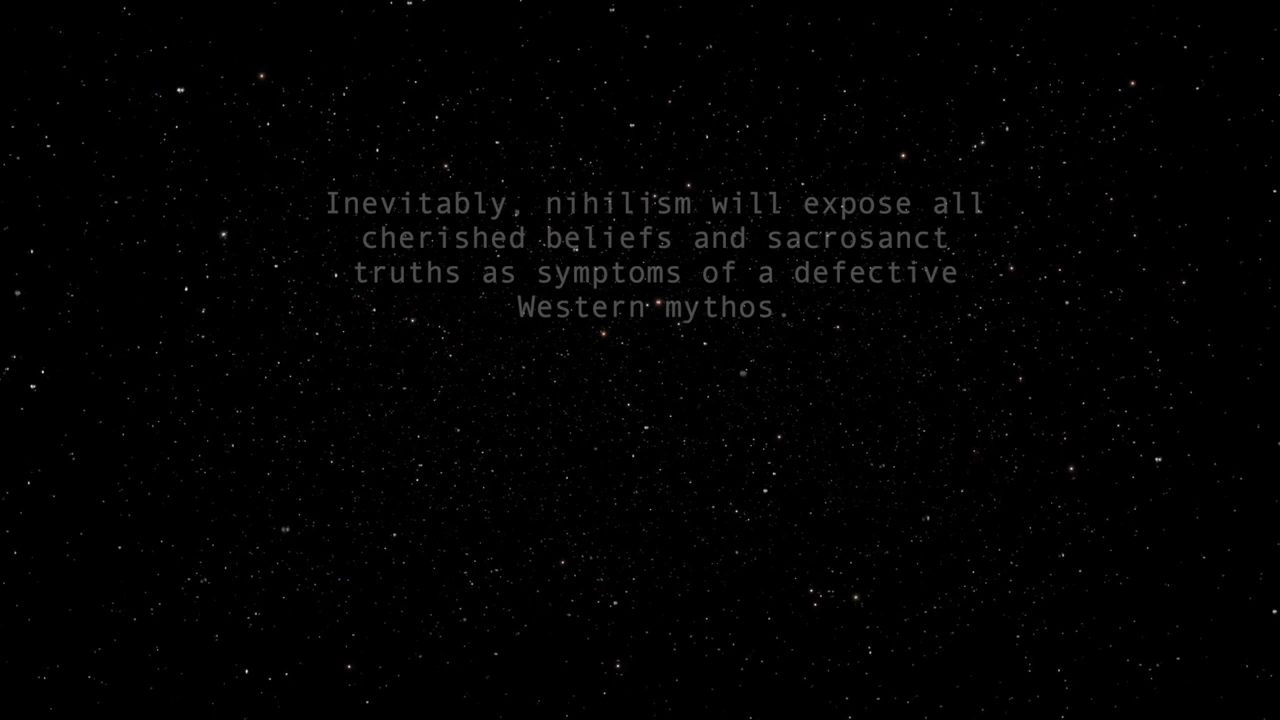 Inevitably, nihilism will expose all
cherished beliefs and sacrosanct
truths as symptoms of a defective
Western mythos.